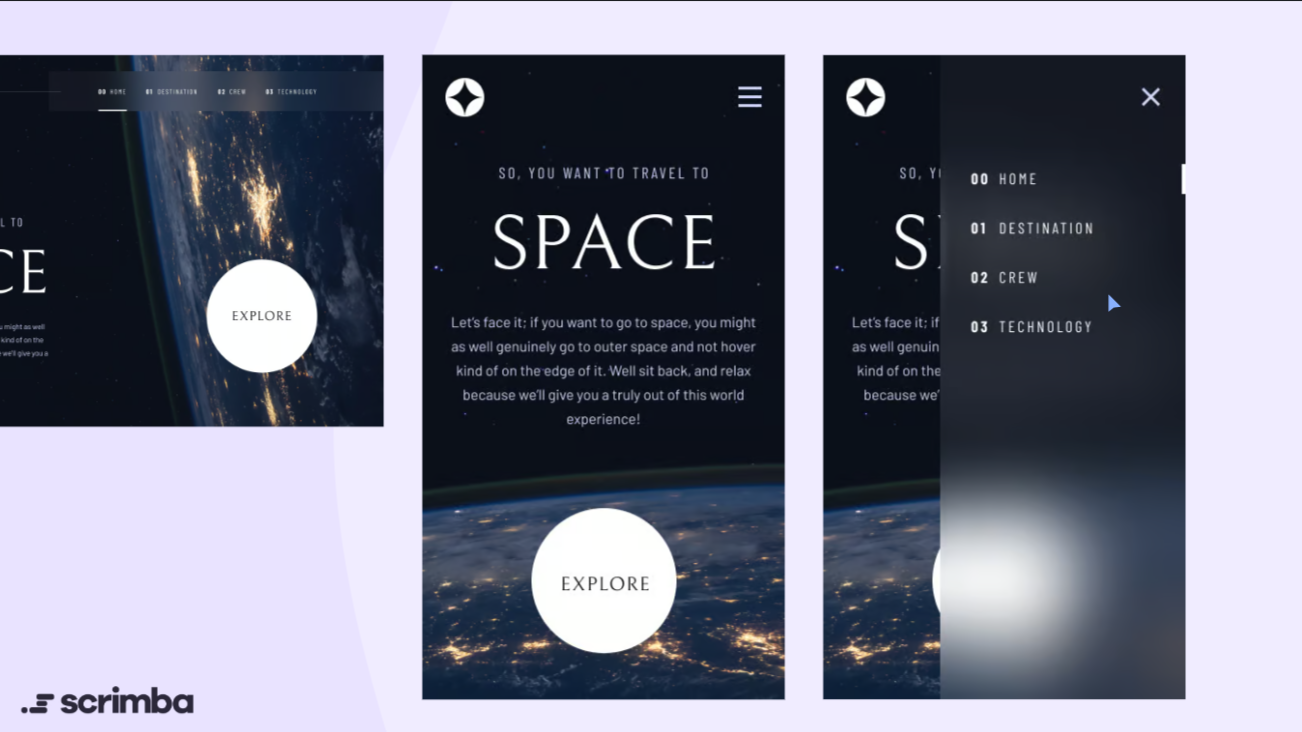 00 HOME 01 DESTINATION 02 CREW 03 TECHNOLOGY
L TO
CE
u might as well
kind of on the
we'll give you a
EXPLORE
SO, YOU WANT TO TRAVEL TO
SPACE
Let's face it; if you want to go to space, you might
as well genuinely go to outer space and not hover
kind of on the edge of it. Well sit back, and relax
because we'll give you a truly out of this world
experience!
EXPLORE
SO, Y
S
Let's face it; if
as well genuin
kind of on the
because we'
00 HOME
01 DESTINATION
02 CREW
03 TECHNOLOGY
scrimba